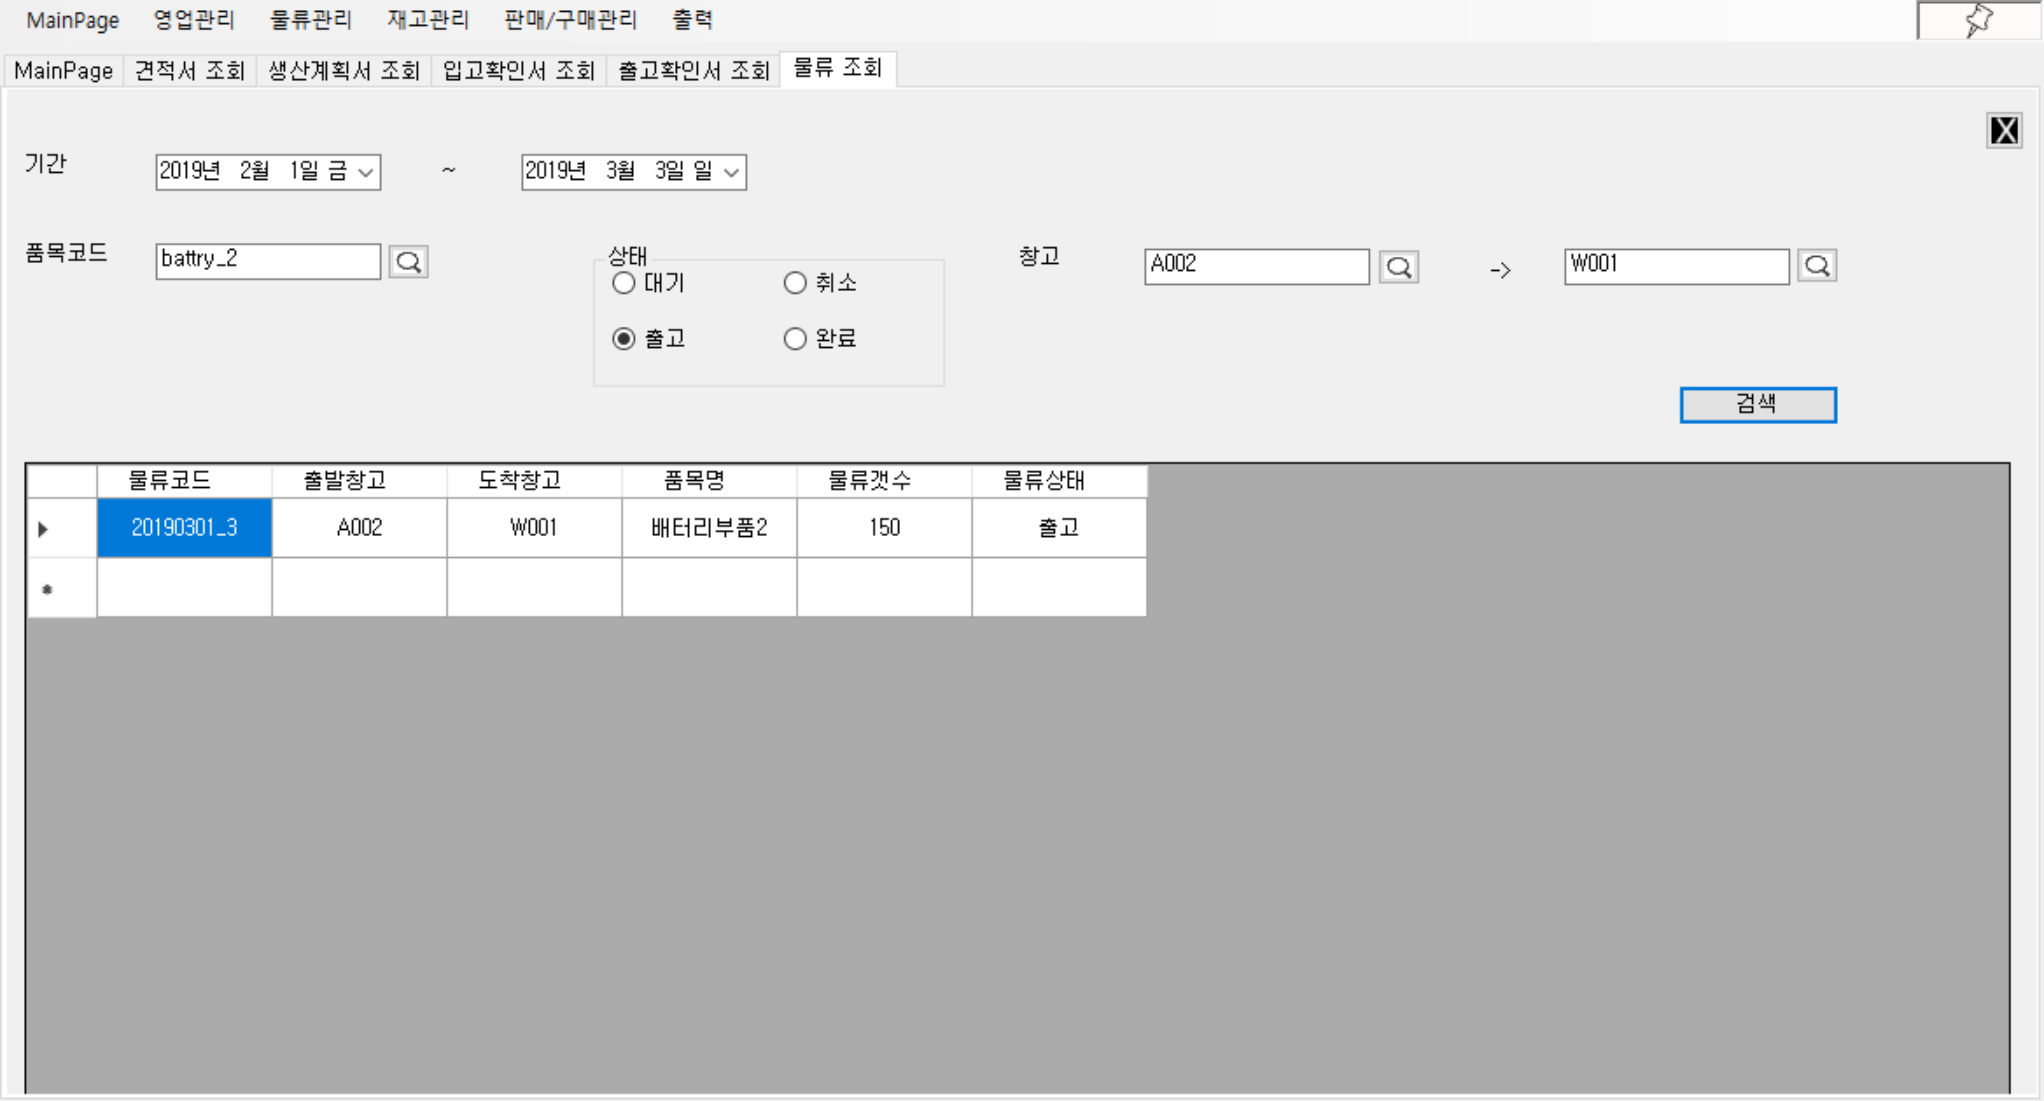 MainPage 영업관리 물류관리 재고관리 판매/구매관리 출력
MainPage 견적서 조회 생산계획서 조회 입고확인서 조회 출고확인서 조회 물류 조회
X
기간 2019년 2월 1일 금 ~ 2019년 3월 3일 일
품목코드 battry_2 상태 창고 A002 -> W001
대기 취소
출고 완료
검색
물류코드 출발창고 도착창고 품목명 물류갯수 물류상태
20190301_3 A002 W001 배터리부품2 150 출고